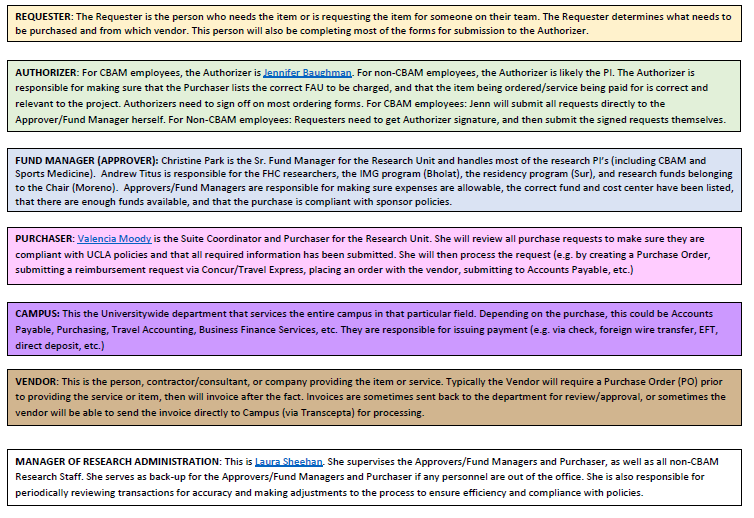 REQUESTER: The Requester is the person who needs the item or is requesting the item for someone on their team. The Requester determines what needs to
be purchased and from which vendor. This person will also be completing most of the forms for submission to the Authorizer.
AUTHORIZER: For CBAM employees, the Authorizer is Jennifer Baughman. For non-CBAM employees, the Authorizer is likely the PI. The Authorizer is
responsible for making sure that the Purchaser lists the correct FAU to be charged, and that the item being ordered/service being paid for is correct and
relevant to the project. Authorizers need to sign off on most ordering forms. For CBAM employees: Jenn will submit all requests directly to the
Approver/Fund Manager herself. For Non-CBAM employees: Requesters need to get Authorizer signature, and then submit the signed requests themselves.
FUND MANAGER (APPROVER): Christine Park is the Sr. Fund Manager for the Research Unit and handles most of the research PI's (including CBAM and
Sports Medicine). Andrew Titus is responsible for the FHC researchers, the IMG program (Bholat), the residency program (Sur), and research funds belonging
to the Chair (Moreno). Approvers/Fund Managers are responsible for making sure expenses are allowable, the correct fund and cost center have been listed,
that there are enough funds available, and that the purchase is compliant with sponsor policies.
PURCHASER: Valencia Moody is the Suite Coordinator and Purchaser for the Research Unit. She will review all purchase requests to make sure they are
compliant with UCLA policies and that all required information has been submitted. She will then process the request (e.g. by creating a Purchase Order,
submitting a reimbursement request via Concur/Travel Express, placing an order with the vendor, submitting to Accounts Payable, etc.)
CAMPUS: This the Universitywide department that services the entire campus in that particular field. Depending on the purchase, this could be Accounts
Payable, Purchasing, Travel Accounting, Business Finance Services, etc. They are responsible for issuing payment (e.g. via check, foreign wire transfer, EFT,
direct deposit, etc.)
VENDOR: This is the person, contractor/consultant, or company providing the item or service. Typically the Vendor will require a Purchase Order (PO) prior
to providing the service or item, then will invoice after the fact. Invoices are sometimes sent back to the department for review/approval, or sometimes the
vendor will be able to send the invoice directly to Campus (via Transcepta) for processing.
MANAGER OF RESEARCH ADMINISTRATION: This is Laura Sheehan. She supervises the Approvers/Fund Managers and Purchaser, as well as all non-CBAM
Research Staff. She serves as back-up for the Approvers/Fund Managers and Purchaser if any personnel are out of the office. She is also responsible for
periodically reviewing transactions for accuracy and making adjustments to the process to ensure efficiency and compliance with policies.